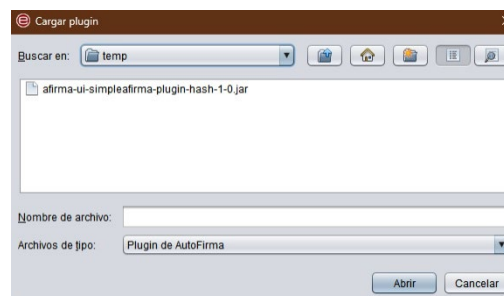 Cargar plugin
Buscar en: temp
afirma-ui-simpleafirma-plugin-hash-1-0.jar
Nombre de archivo:
Archivos de tipo: Plugin de AutoFirma
Abrir Cancelar